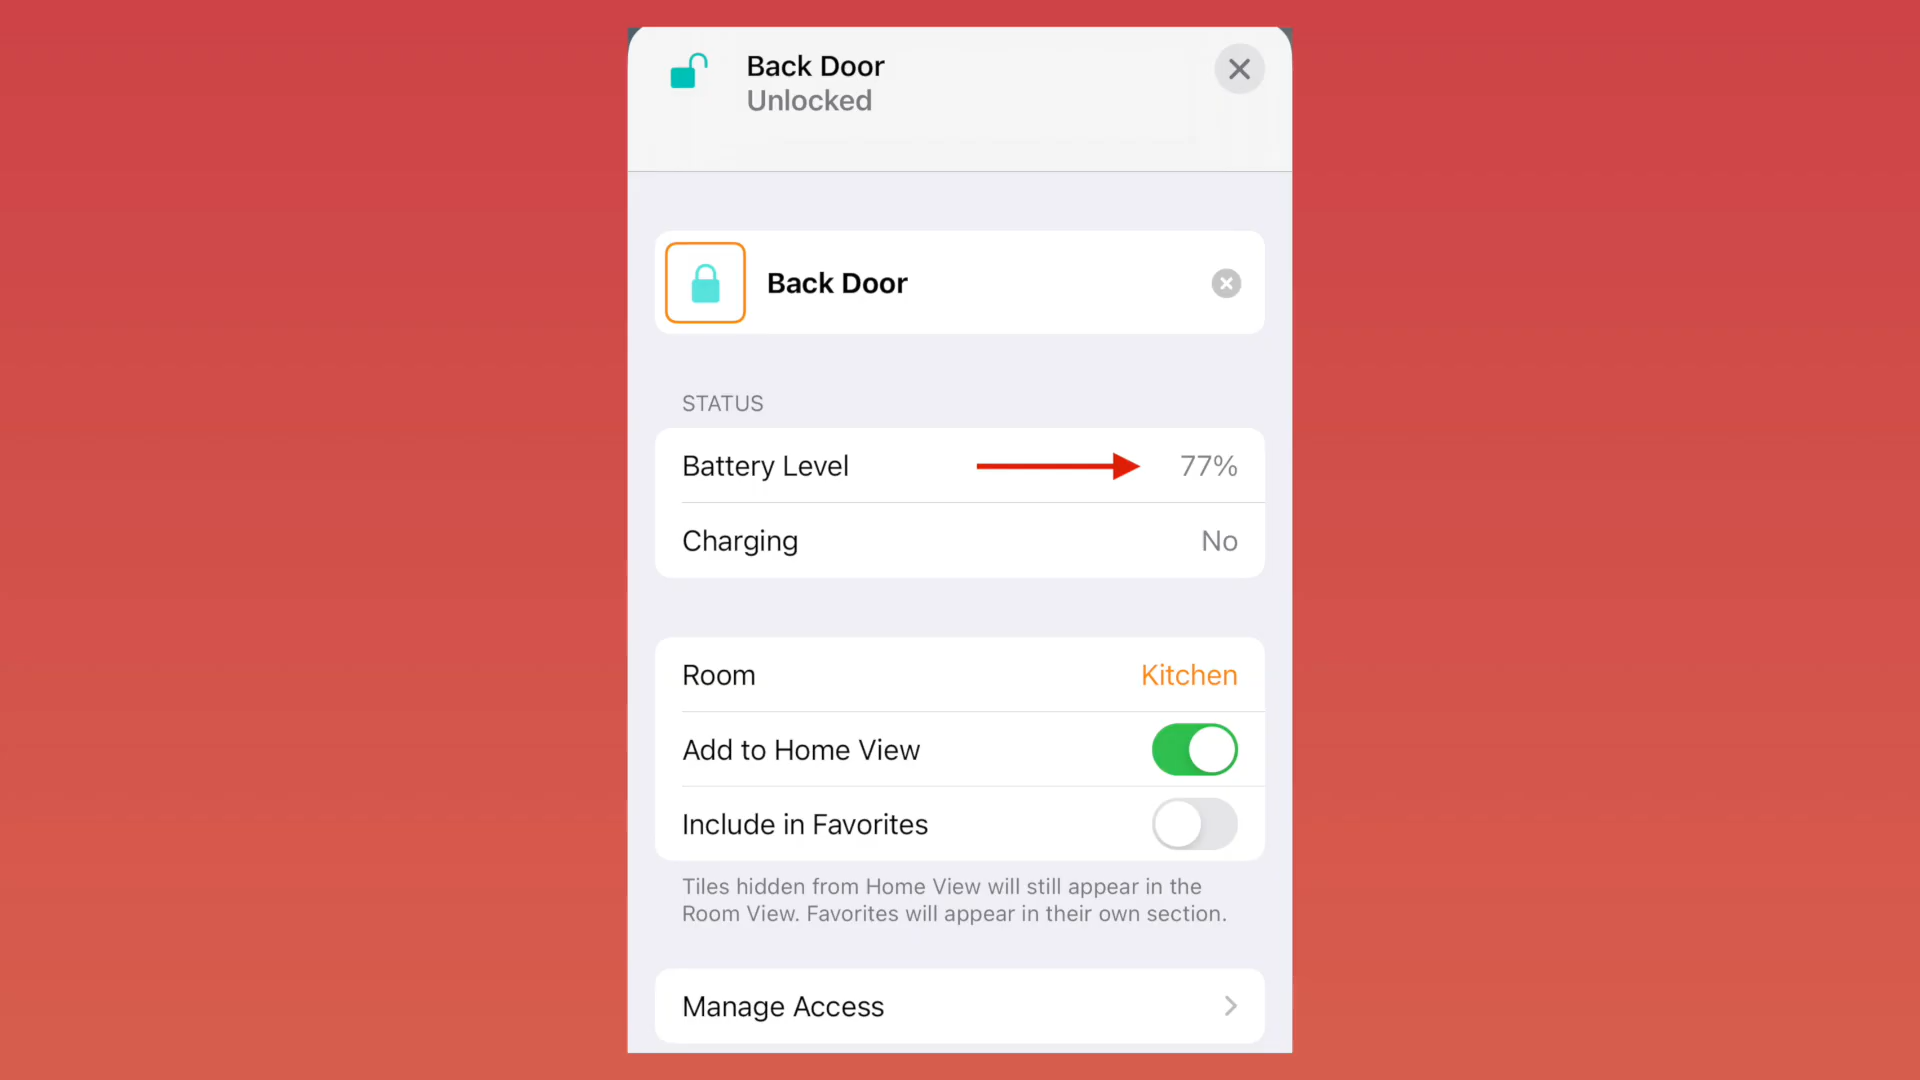 Back Door
Unlocked
Back Door
STATUS
Battery Level 77%
Charging No
Room Kitchen
Add to Home View
Include in Favorites
Tiles hidden from Home View will still appear in the
Room View. Favorites will appear in their own section.
Manage Access